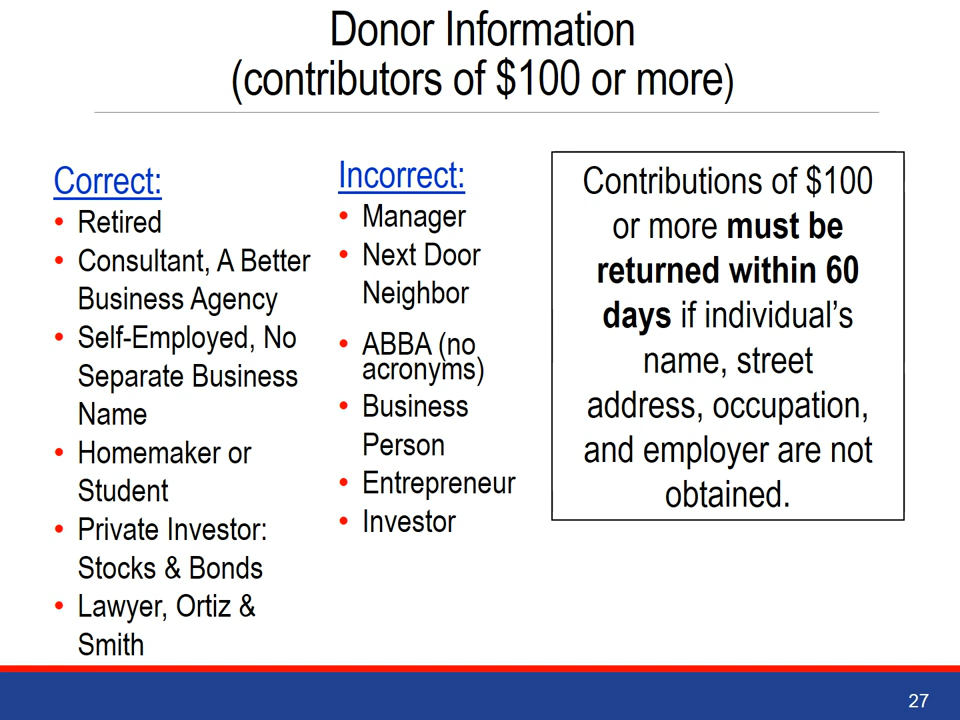 Donor Information
(contributors of $100 or more)
Correct:
• Retired
• Consultant, A Better
Business Agency
• Self-Employed, No
Separate Business
Name
• Homemaker or
Student
• Private Investor:
Stocks & Bonds
• Lawyer, Ortiz &
Smith
Incorrect:
• Manager
• Next Door
Neighbor
• ABBA (no
acronyms)
• Business
Person
• Entrepreneur
• Investor
Contributions of $100
or more must be
returned within 60
days if individual’s
name, street
address, occupation,
and employer are not
obtained.
27